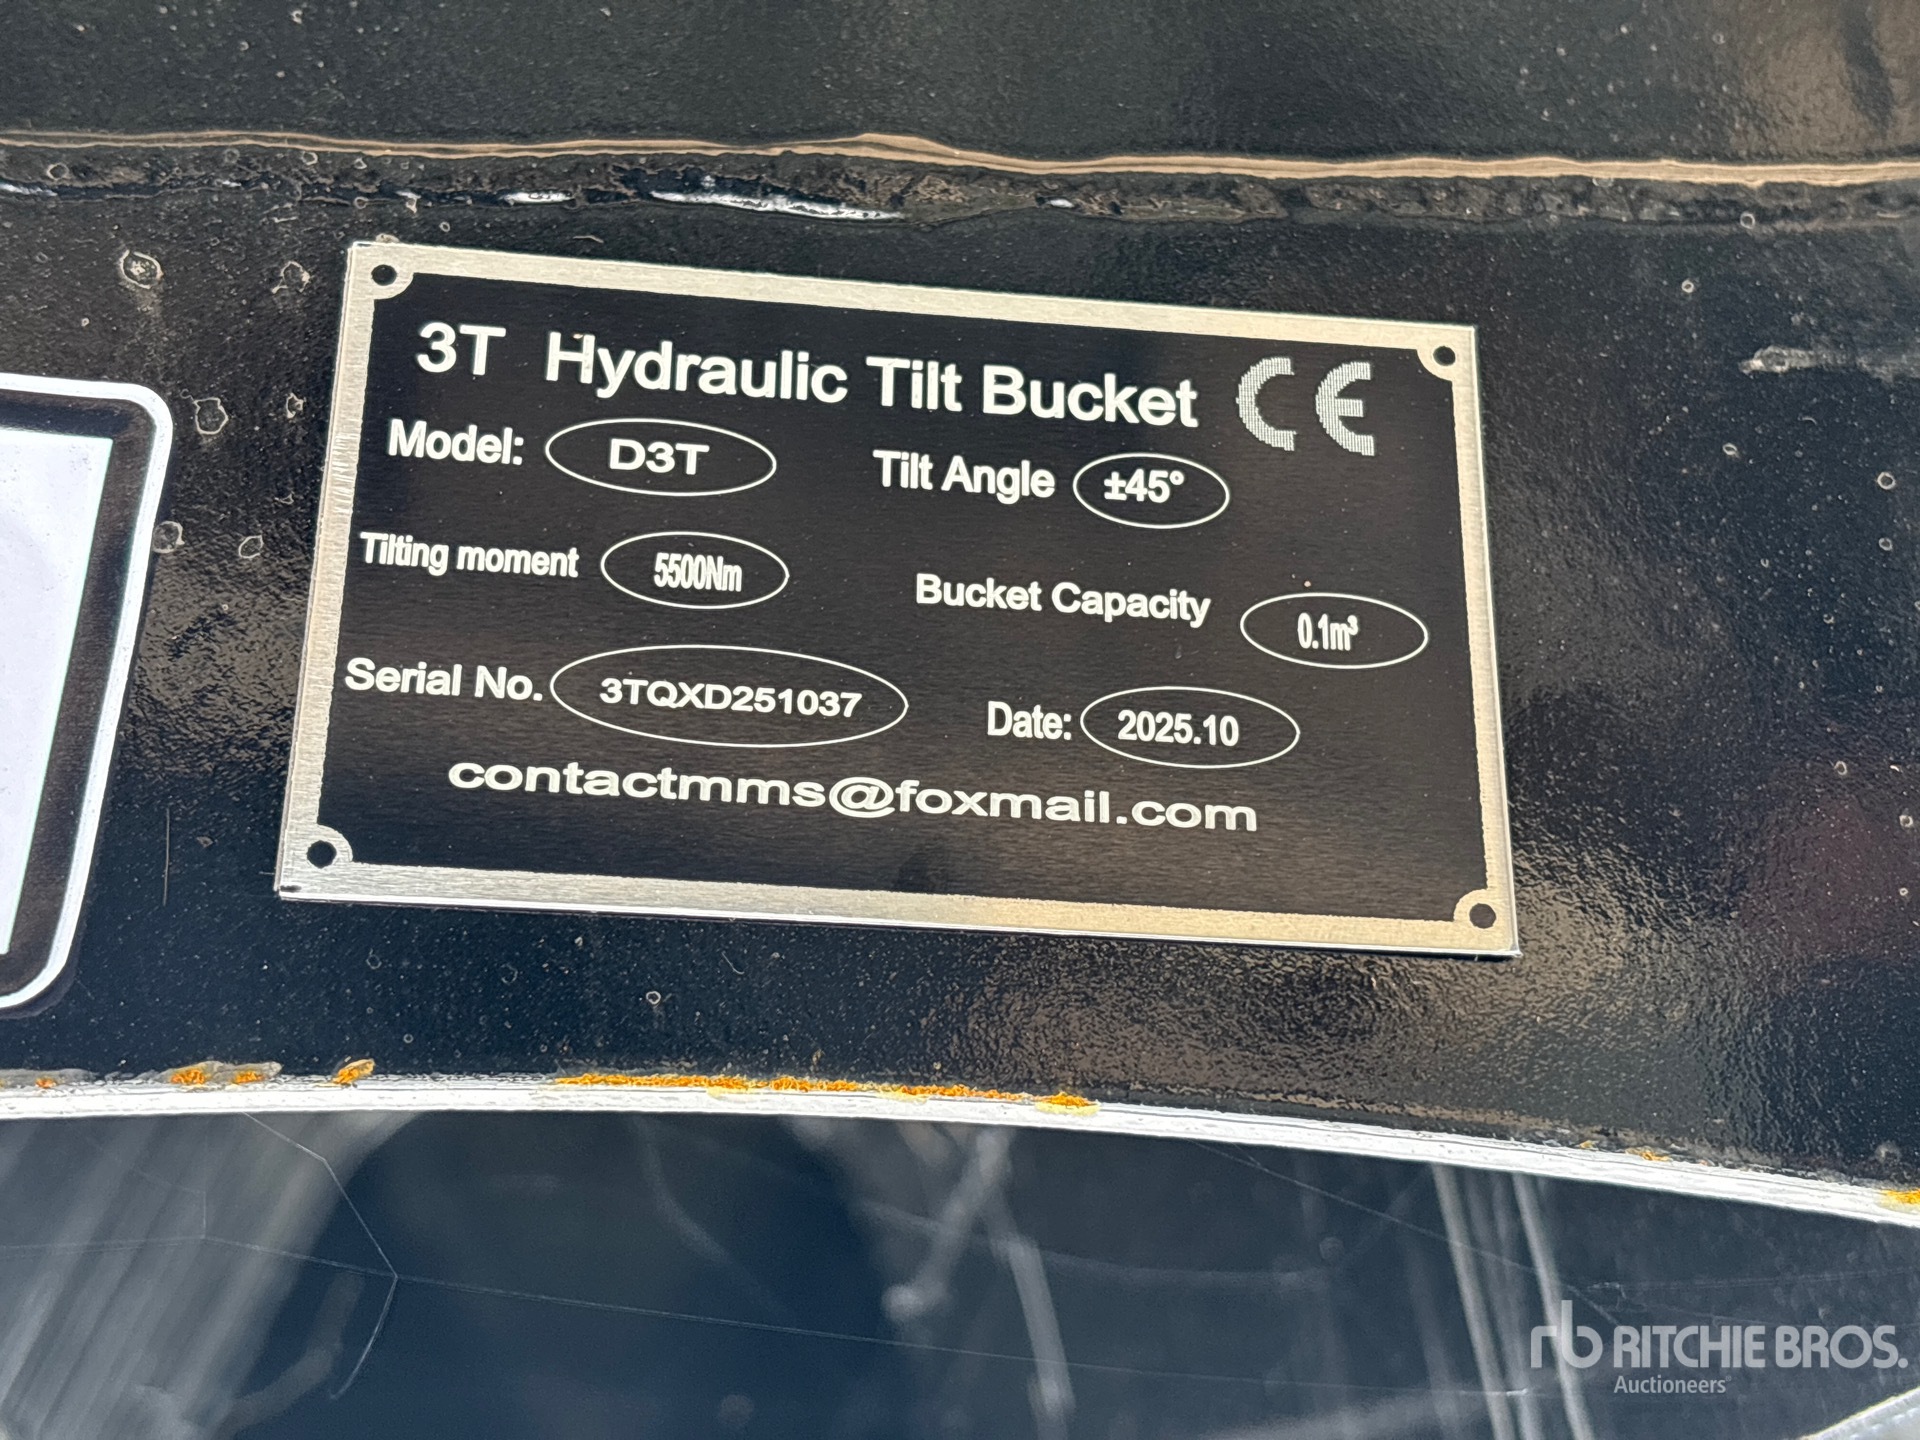 3T Hydraulic Tilt Bucket CE
Model: D3T Tilt Angle ±45°
Tilting moment 5500Nm Bucket Capacity 0.1m³
Serial No. 3TQXD251037 Date: 2025.10
contactmms@foxmail.com
rb RITCHIE BROS.
Auctioneers